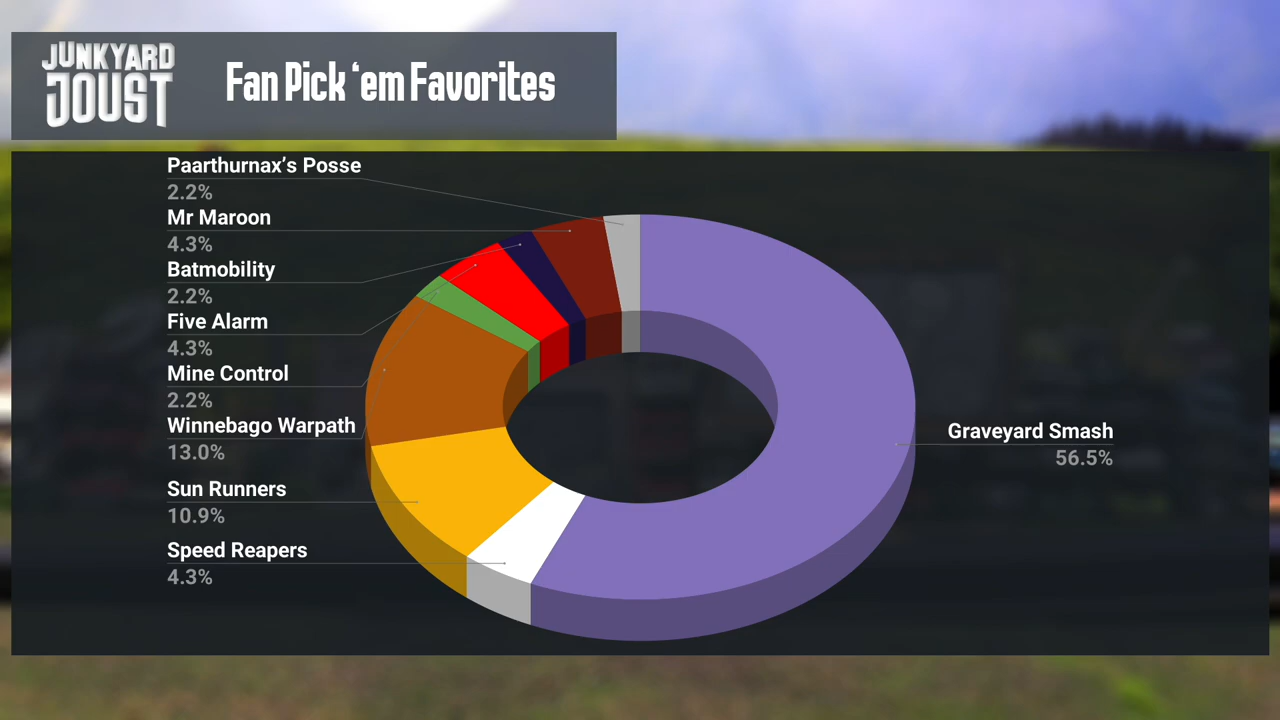 JUNKYARD
JOUST
Fan Pick ‘em Favorites
Paarthurnax’s Posse
2.2%
Mr Maroon
4.3%
Batmobility
2.2%
Five Alarm
4.3%
Mine Control
2.2%
Winnebago Warpath
13.0%
Sun Runners
10.9%
Speed Reapers
4.3%
Graveyard Smash
56.5%